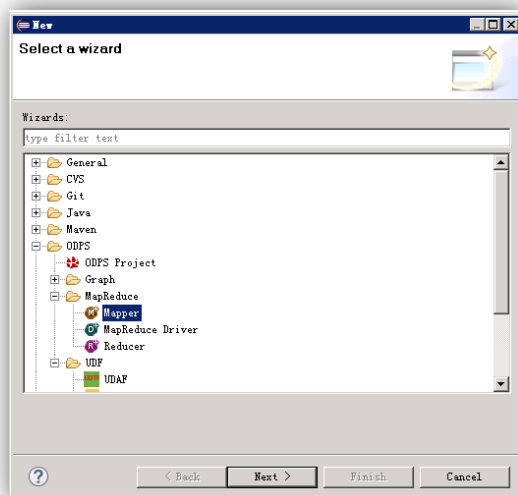 New
Select a wizard
Wizards:
type filter text
General
CVS
Git
Java
Maven
ODPS
ODPS Project
Graph
MapReduce
Mapper
MapReduce Driver
Reducer
UDF
UDAF
< Back Next > Finish Cancel